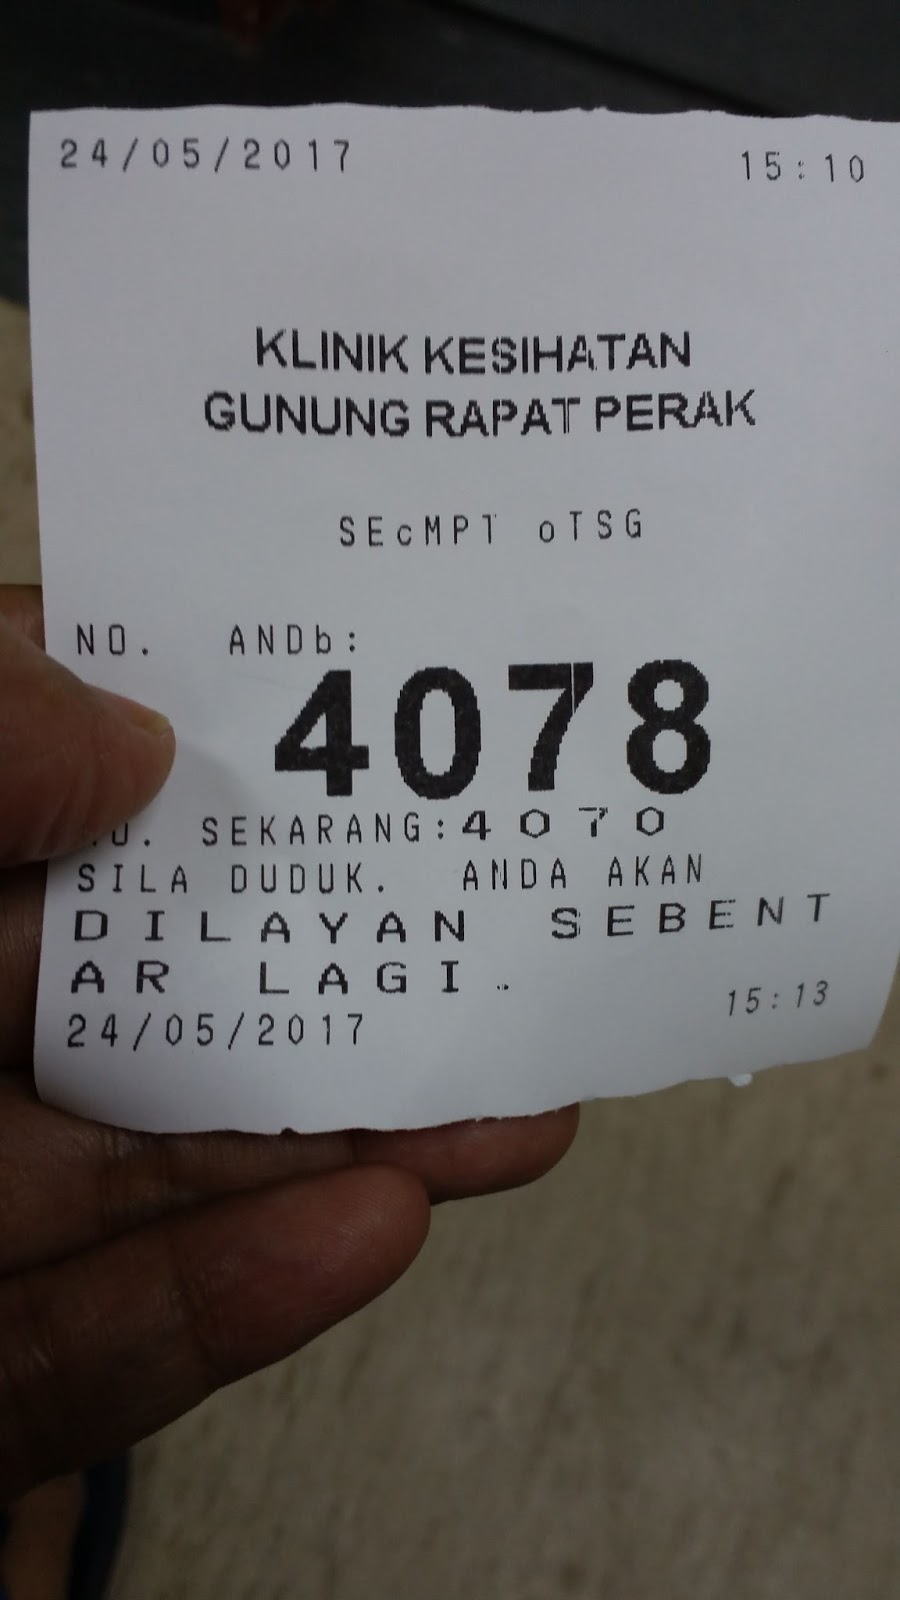 24/05/2017 15:10
KLINIK KESIHATAN
GUNUNG RAPAT PERAK
SEcMPT oTSG
NO. ANDb:
4078
SEKARANG:4070
SILA DUDUK. ANDA AKAN
DILAYAN SEBENT
AR LAGI.
24/05/2017 15:13